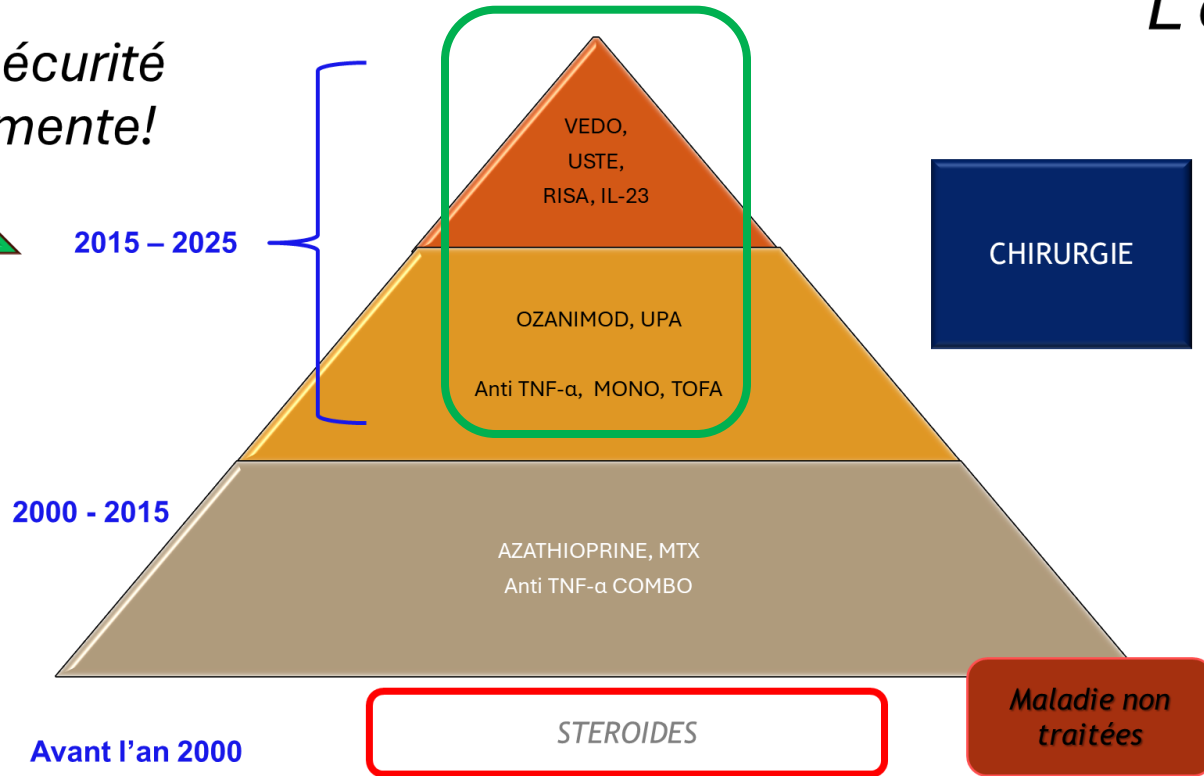 L'
écurité
mente!
VEDO,
USTE,
RISA, IL-23
2015 – 2025
CHIRURGIE
OZANIMOD, UPA
Anti TNF-α,  MONO, TOFA
2000 - 2015
AZATHIOPRINE, MTX
Anti TNF-α COMBO
Maladie non
traitées
STEROIDES
Avant l'an 2000